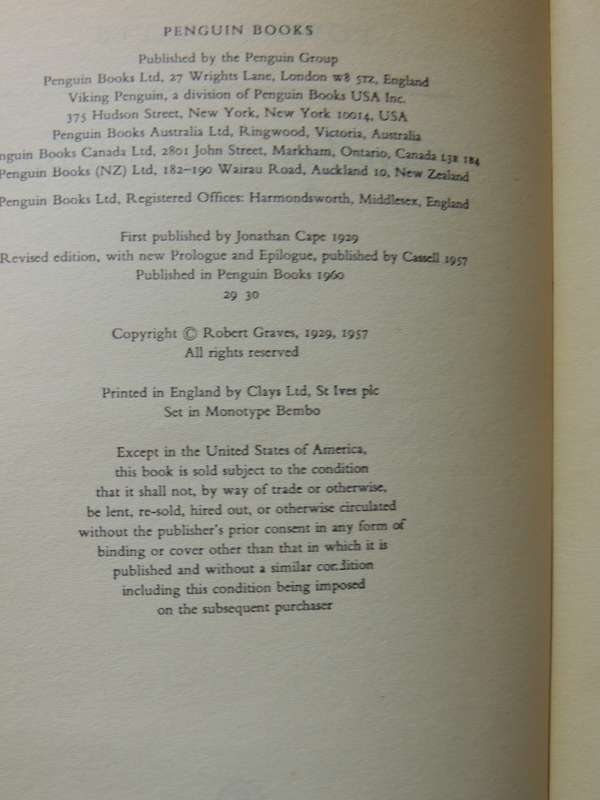 PENGUIN BOOKS
Published by the Penguin Group
Penguin Books Ltd, 27 Wrights Lane, London W8 5TZ, England
Viking Penguin, a division of Penguin Books USA Inc.
375 Hudson Street, New York, New York 10014, USA
Penguin Books Australia Ltd, Ringwood, Victoria, Australia
nguin Books Canada Ltd, 2801 John Street, Markham, Ontario, Canada L3R 1B4
Penguin Books (NZ) Ltd, 182–190 Wairau Road, Auckland 10, New Zealand
Penguin Books Ltd, Registered Offices: Harmondsworth, Middlesex, England
First published by Jonathan Cape 1929
Revised edition, with new Prologue and Epilogue, published by Cassell 1957
Published in Penguin Books 1960
29 30
Copyright © Robert Graves, 1929, 1957
All rights reserved
Printed in England by Clays Ltd, St Ives plc
Set in Monotype Bembo
Except in the United States of America,
this book is sold subject to the condition
that it shall not, by way of trade or otherwise,
be lent, re-sold, hired out, or otherwise circulated
without the publisher's prior consent in any form of
binding or cover other than that in which it is
published and without a similar condition
including this condition being imposed
on the subsequent purchaser